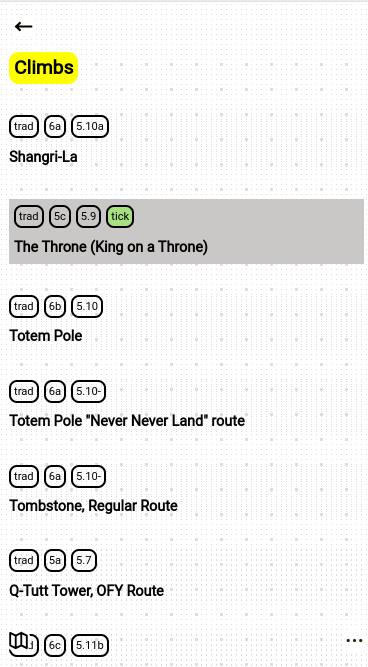 Climbs
trad 6a 5.10a
Shangri-La
trad 5c 5.9 tick
The Throne (King on a Throne)
trad 6b 5.10
Totem Pole
trad 6a 5.10-
Totem Pole "Never Never Land" route
trad 6a 5.10-
Tombstone, Regular Route
trad 5a 5.7
Q-Tutt Tower, OFY Route
6c 5.11b